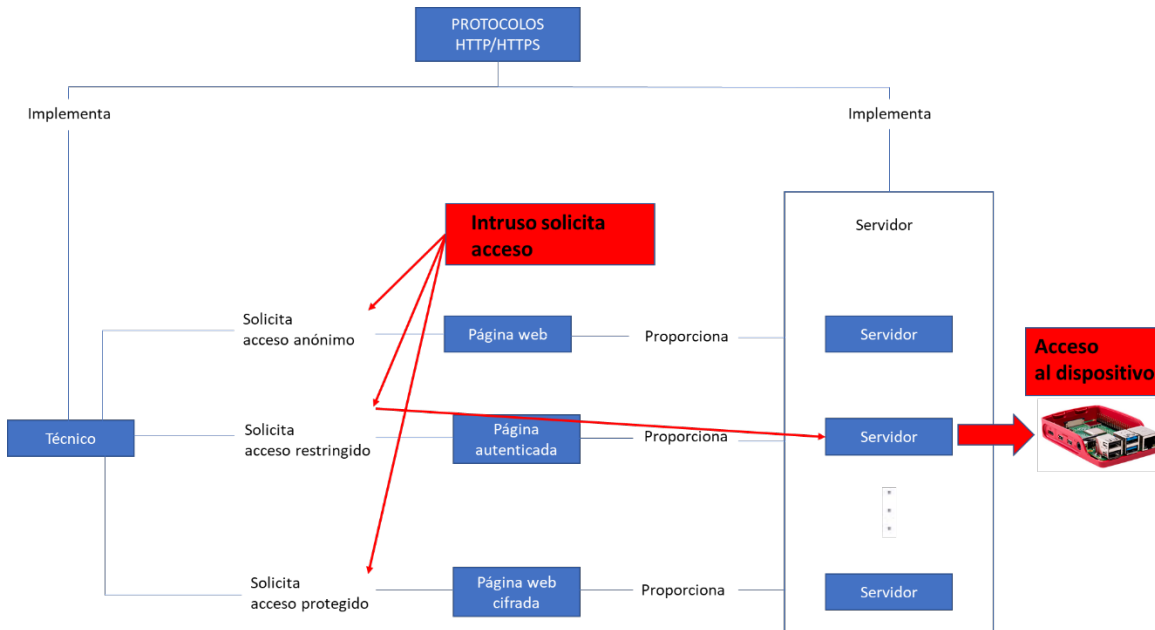 PROTOCOLOS
HTTP/HTTPS
Implementa
Implementa
Intruso solicita
acceso
Servidor
Solicita
acceso anónimo
Página web
Proporciona
Servidor
Acceso
al dispositivo
Técnico
Solicita
acceso restringido
Página
autenticada
Proporciona
Servidor
Solicita
acceso protegido
Página web
cifrada
Proporciona
Servidor